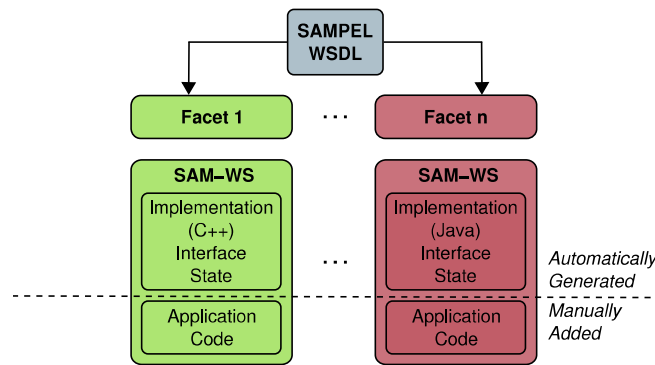 SAMPEL
WSDL
Facet 1
. . .
Facet n
SAM–WS
Implementation
(C++)
Interface
State
. . .
SAM–WS
Implementation
(Java)
Interface
State
Automatically
Generated
Application
Code
Application
Code
Manually
Added